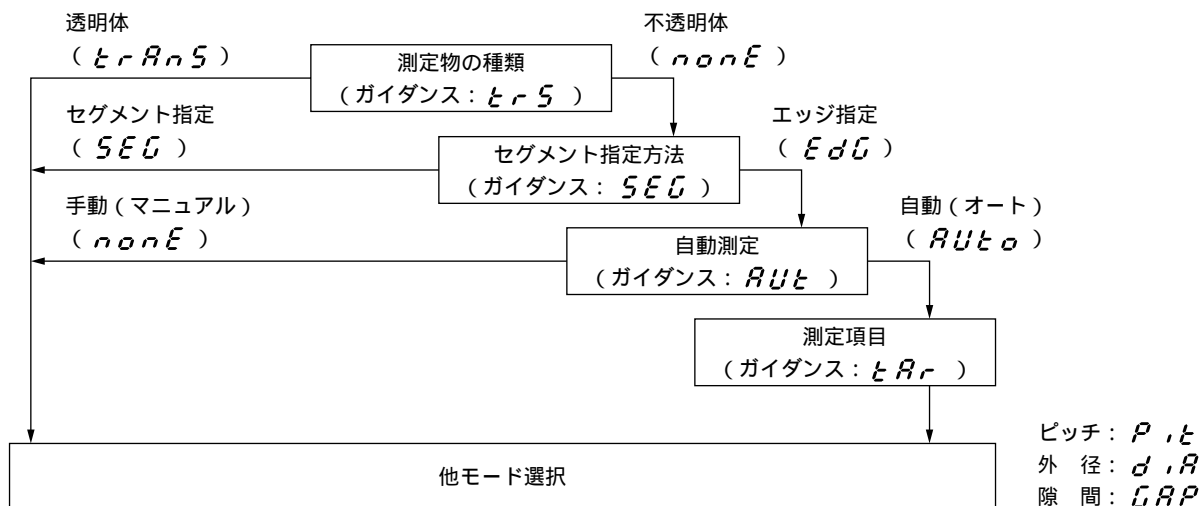 透明体
( trAnS )
不透明体
( nonE )
測定物の種類
( ガイダンス : trS )
セグメント指定
( SEG )
エッジ指定
( EdG )
セグメント指定方法
( ガイダンス : SEG )
手動 ( マニュアル )
( nonE )
自動 ( オート )
( AUto )
自動測定
( ガイダンス : AUt )
測定項目
( ガイダンス : tAr )
他モード選択
ピッチ : Pit
外 径 : diA
隙 間 : GAP